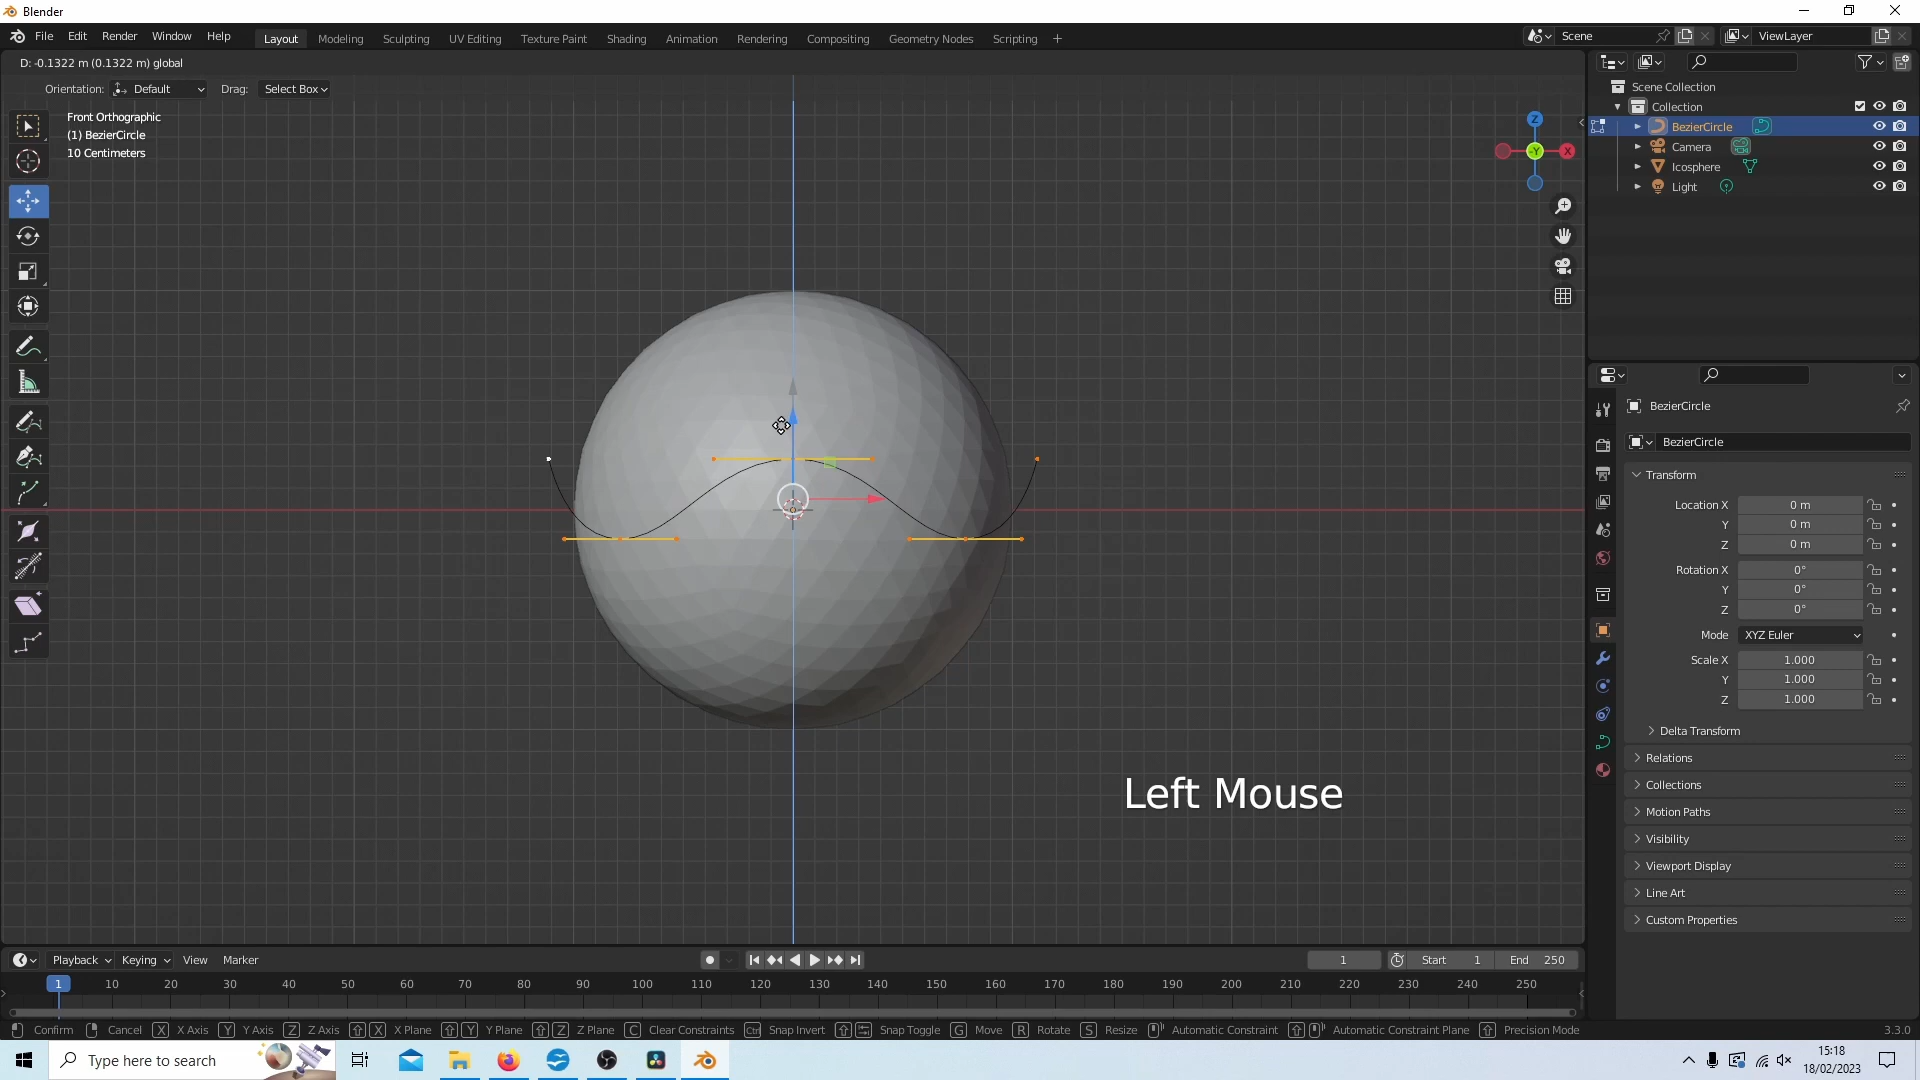 Blender
File Edit Render Window Help Layout Modeling Sculpting UV Editing Texture Paint Shading Animation Rendering Compositing Geometry Nodes Scripting + Scene ViewLayer
D: -0.1322 m (0.1322 m) global
Orientation: Default Drag: Select Box
Front Orthographic
(1) BezierCircle
10 Centimeters
Z
-Y
X
Scene Collection
Collection
BezierCircle
Camera
Icosphere
Light
BezierCircle
BezierCircle
Transform
Location X 0 m
Y 0 m
Z 0 m
Rotation X 0°
Y 0°
Z 0°
Mode XYZ Euler
Scale X 1.000
Y 1.000
Z 1.000
Delta Transform
Relations
Collections
Motion Paths
Visibility
Viewport Display
Line Art
Custom Properties
Left Mouse
Playback Keying View Marker 1 Start 1 End 250
1 10 20 30 40 50 60 70 80 90 100 110 120 130 140 150 160 170 180 190 200 210 220 230 240 250
Confirm Cancel X X Axis Y Y Axis Z Z Axis X X Plane Y Y Plane Z Z Plane C Clear Constraints Ctrl Snap Invert Snap Toggle G Move R Rotate S Resize Automatic Constraint Automatic Constraint Plane Precision Mode 3.3.0
Type here to search
15:18
18/02/2023